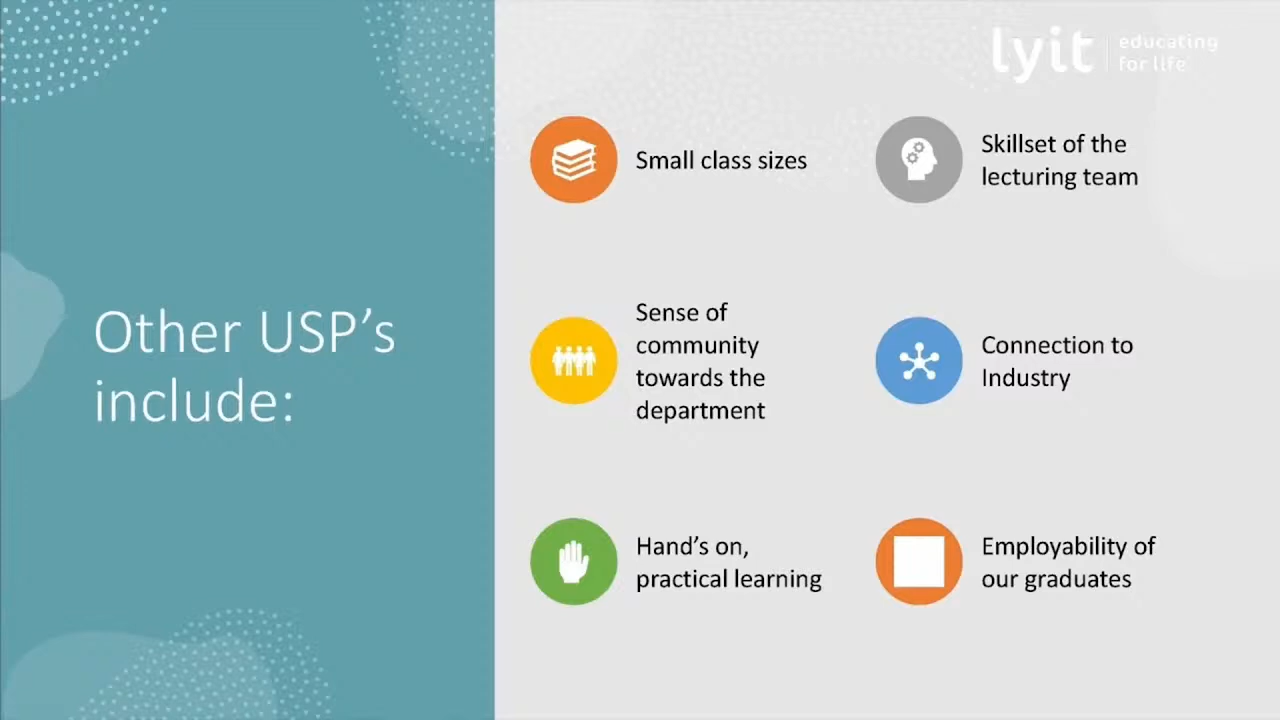 lyit
educating
for life
Other USP’s
include:
Small class sizes
Skillset of the
lecturing team
Sense of
community
towards the
department
Connection to
Industry
Hand’s on,
practical learning
Employability of
our graduates